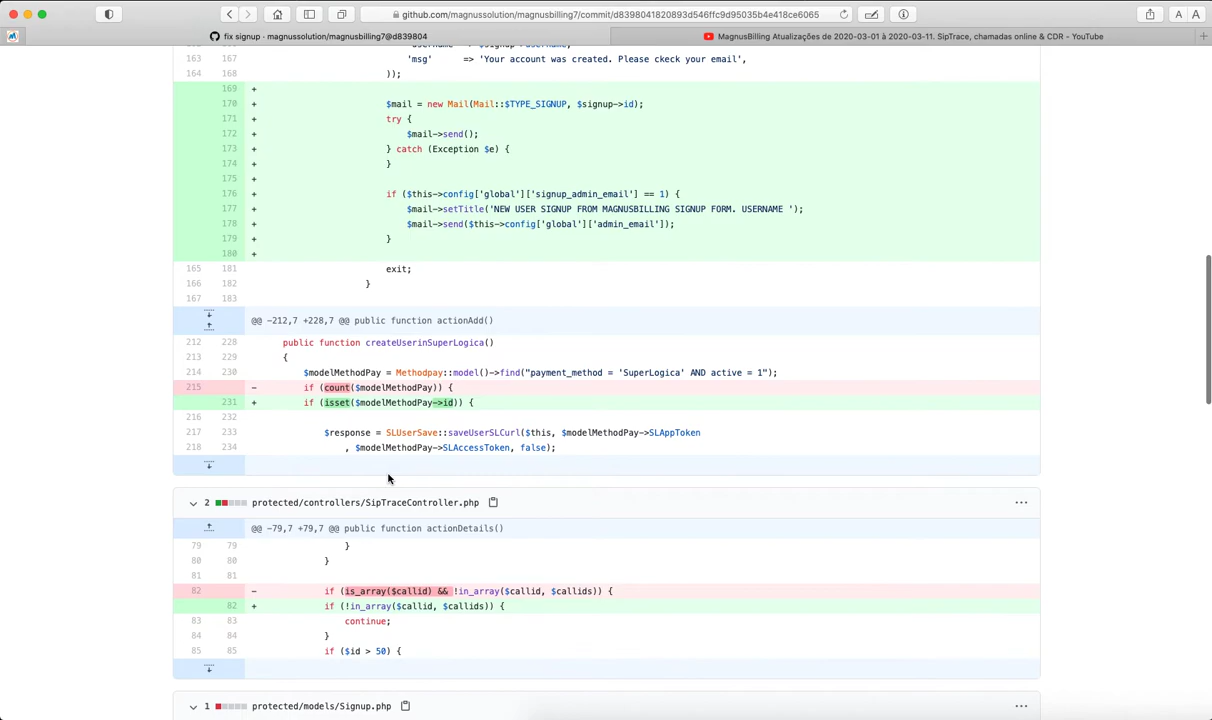 github.com/magnussolution/magnusbilling7/commit/d8398041820893d546ffc9d95035b4e418ce6065
A A
fix signup · magnussolution/magnusbilling7@d839804
MagnusBilling Atualizações de 2020-03-01 à 2020-03-11. SipTrace, chamadas online & CDR - YouTube
163 167 'msg' => 'Your account was created. Please ckeck your email',
164 168 ));
169 +
170 + $mail = new Mail(Mail::$TYPE_SIGNUP, $signup->id);
171 + try {
172 + $mail->send();
173 + } catch (Exception $e) {
174 + }
175 +
176 + if ($this->config['global']['signup_admin_email'] == 1) {
177 + $mail->setTitle('NEW USER SIGNUP FROM MAGNUSBILLING SIGNUP FORM. USERNAME ');
178 + $mail->send($this->config['global']['admin_email']);
179 + }
180 +
165 181 exit;
166 182 }
167 183
@@ -212,7 +228,7 @@ public function actionAdd()
212 228 public function createUserinSuperLogica()
213 229 {
214 230 $modelMethodPay = Methodpay::model()->find("payment_method = 'SuperLogica' AND active = 1");
215 - if (count($modelMethodPay)) {
231 + if (isset($modelMethodPay->id)) {
216 232
217 233 $response = SLUserSave::saveUserSLCurl($this, $modelMethodPay->SLAppToken
218 234 , $modelMethodPay->SLAccessToken, false);
2 protected/controllers/SipTraceController.php
@@ -79,7 +79,7 @@ public function actionDetails()
79 79 }
80 80 }
81 81
82 - if (is_array($callid) && !in_array($callid, $callids)) {
82 + if (!in_array($callid, $callids)) {
83 83 continue;
84 84 }
85 85 if ($id > 50) {
1 protected/models/Signup.php